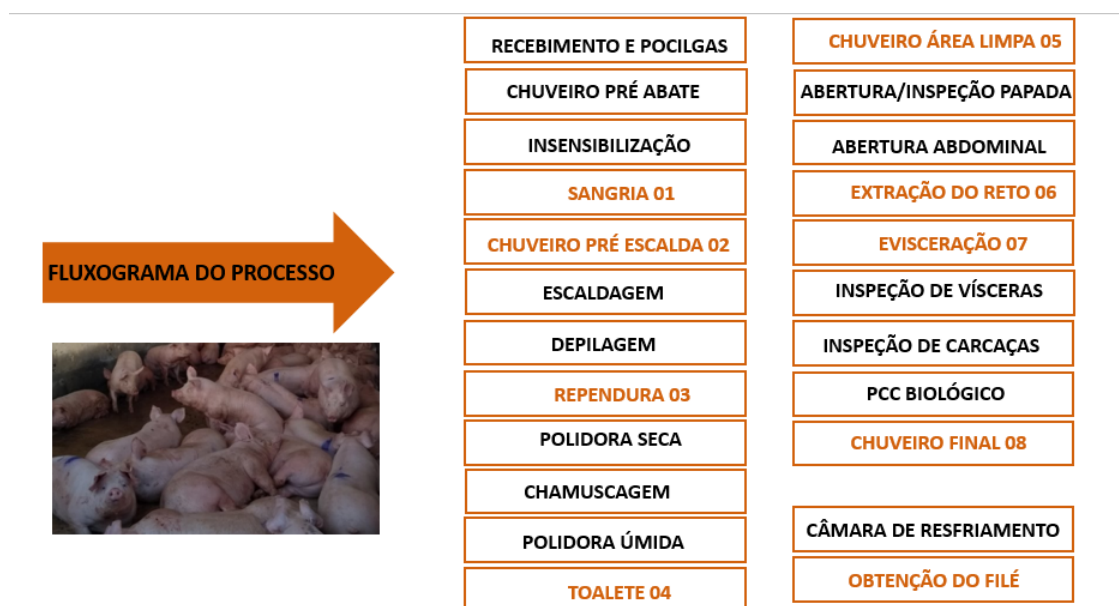 FLUXOGRAMA DO PROCESSO
RECEBIMENTO E POCILGAS
CHUVEIRO PRÉ ABATE
INSENSIBILIZAÇÃO
SANGRIA 01
CHUVEIRO PRÉ ESCALDA 02
ESCALDAGEM
DEPILAGEM
REPENDURA 03
POLIDORA SECA
CHAMUSCAGEM
POLIDORA ÚMIDA
TOALETE 04
CHUVEIRO ÁREA LIMPA 05
ABERTURA/INSPEÇÃO PAPADA
ABERTURA ABDOMINAL
EXTRAÇÃO DO RETO 06
EVISCERAÇÃO 07
INSPEÇÃO DE VÍSCERAS
INSPEÇÃO DE CARCAÇAS
PCC BIOLÓGICO
CHUVEIRO FINAL 08
CÂMARA DE RESFRIAMENTO
OBTENÇÃO DO FILÉ